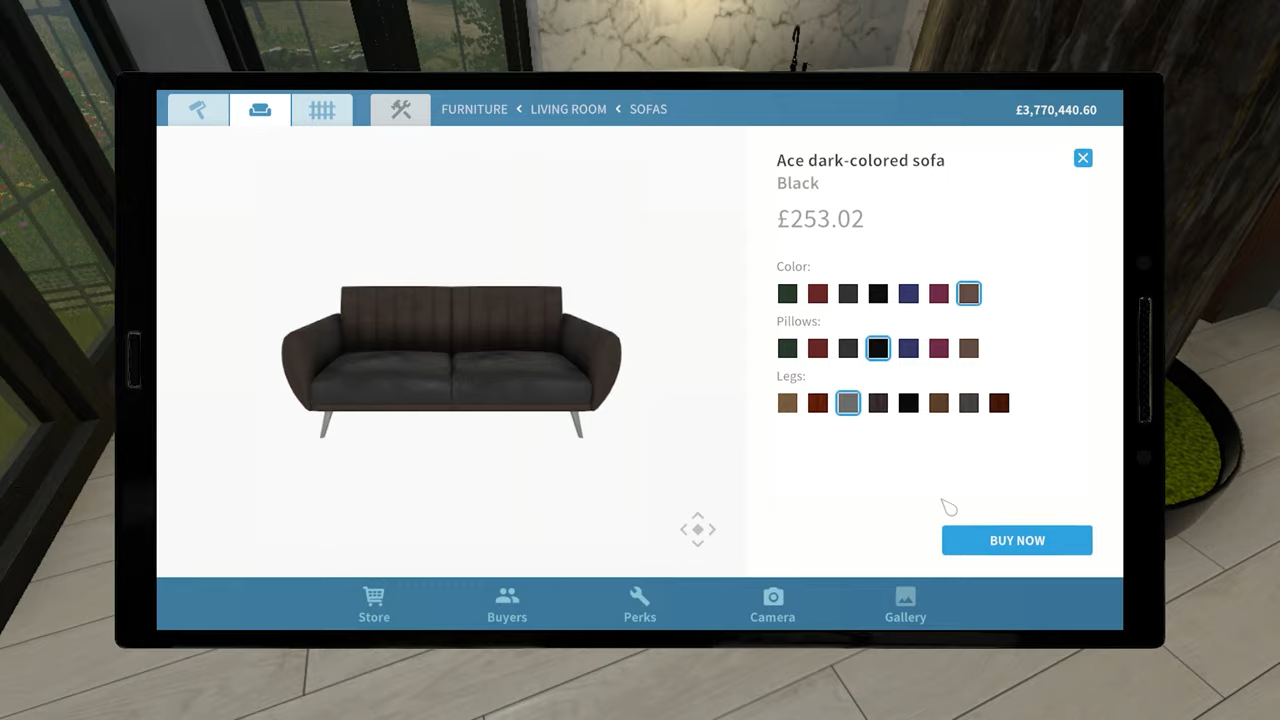 FURNITURE < LIVING ROOM < SOFAS
£3,770,440.60
Ace dark-colored sofa
Black
£253.02
Color:
Pillows:
Legs:
BUY NOW
Store
Buyers
Perks
Camera
Gallery